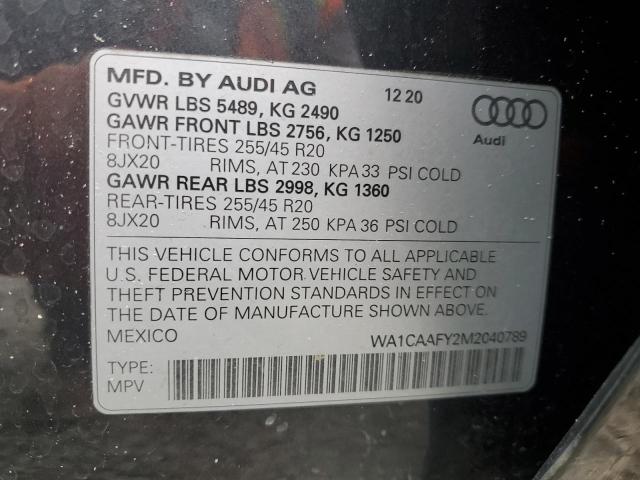 MFD. BY AUDI AG 12 20
GVWR LBS 5489, KG 2490
GAWR FRONT LBS 2756, KG 1250
FRONT-TIRES 255/45 R20
8JX20 RIMS, AT 230 KPA 33 PSI COLD
GAWR REAR LBS 2998, KG 1360
REAR-TIRES 255/45 R20
8JX20 RIMS, AT 250 KPA 36 PSI COLD
Audi
THIS VEHICLE CONFORMS TO ALL APPLICABLE
U.S. FEDERAL MOTOR VEHICLE SAFETY AND
THEFT PREVENTION STANDARDS IN EFFECT ON THE
DATE OF MANUFACTURE SHOWN ABOVE.
MEXICO WA1CAAFY2M2040789
TYPE:
MPV